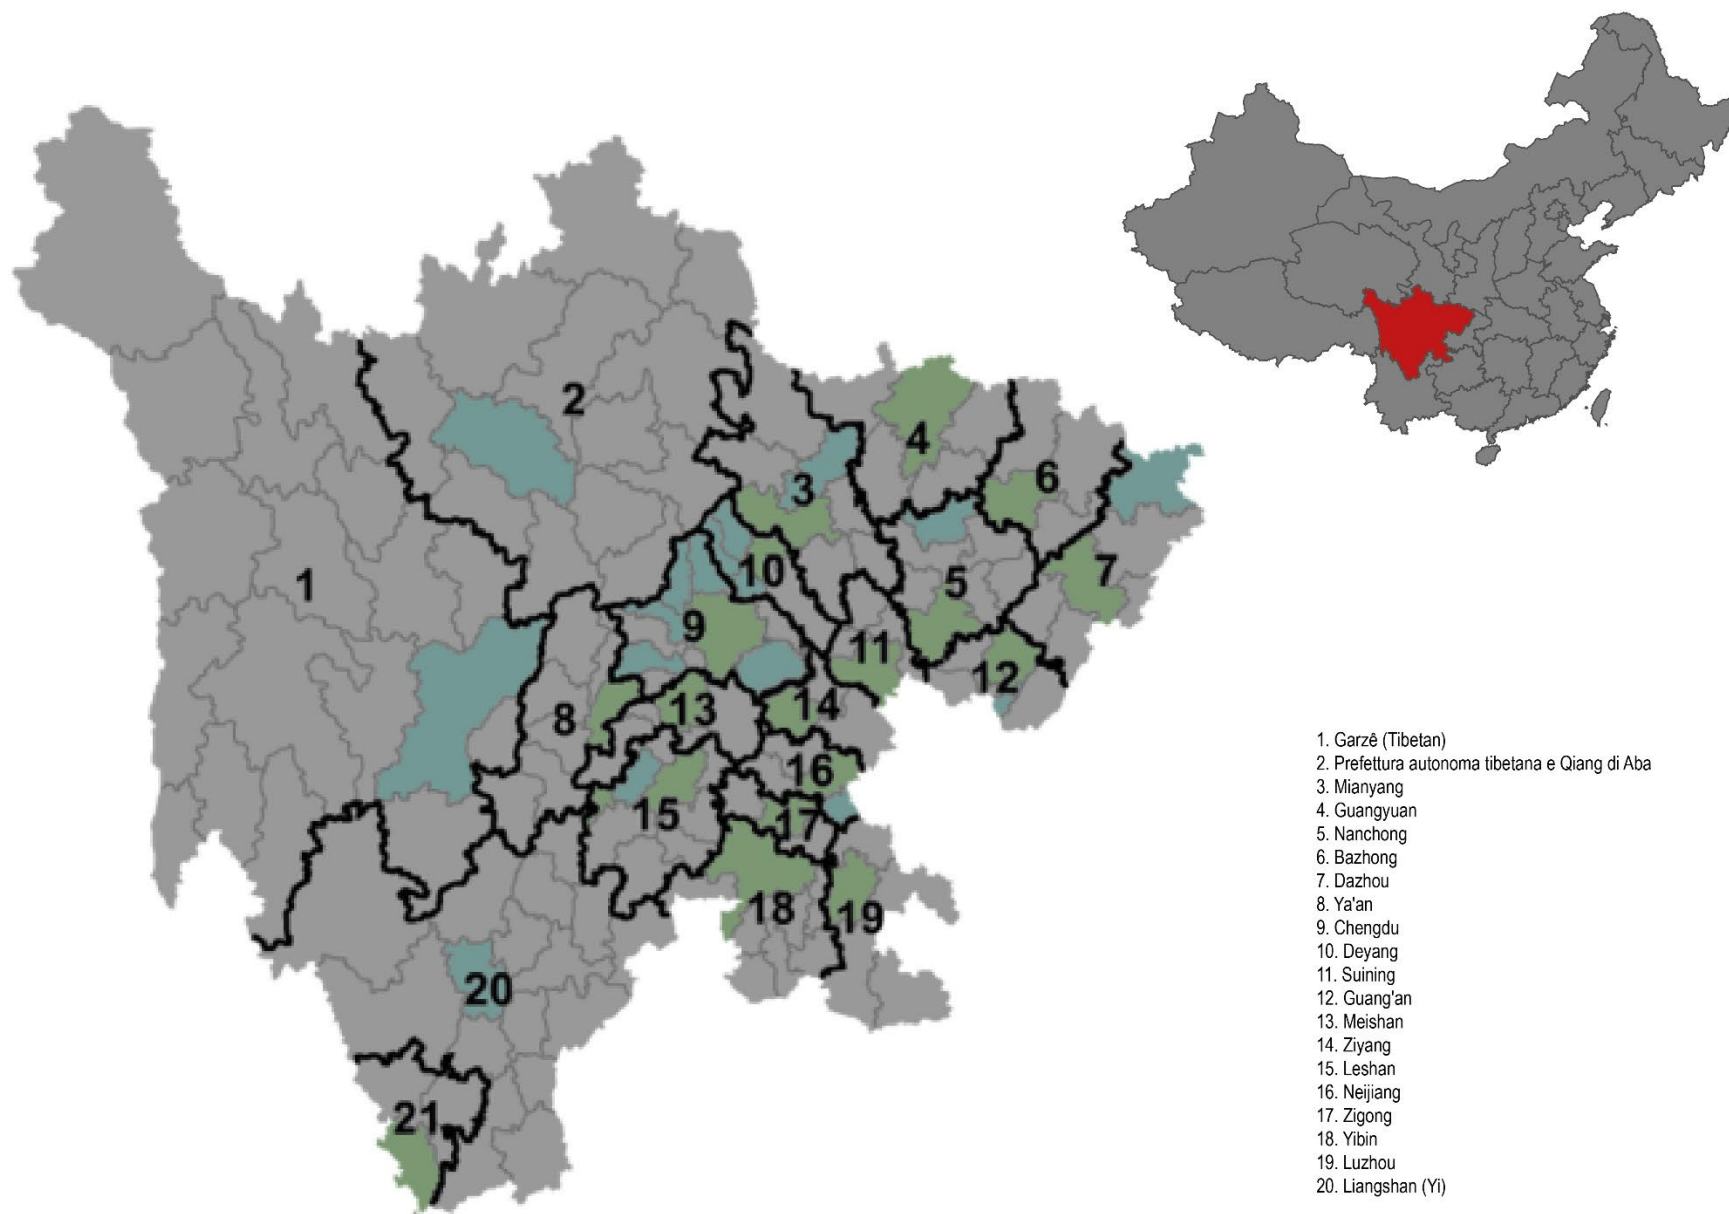 1
2
3
4
5
6
7
8
9
10
11
12
13
14
15
16
17
18
19
20
21
1. Garzê (Tibetan)
2. Prefettura autonoma tibetana e Qiang di Aba
3. Mianyang
4. Guangyuan
5. Nanchong
6. Bazhong
7. Dazhou
8. Ya'an
9. Chengdu
10. Deyang
11. Suining
12. Guang'an
13. Meishan
14. Ziyang
15. Leshan
16. Neijiang
17. Zigong
18. Yibin
19. Luzhou
20. Liangshan (Yi)